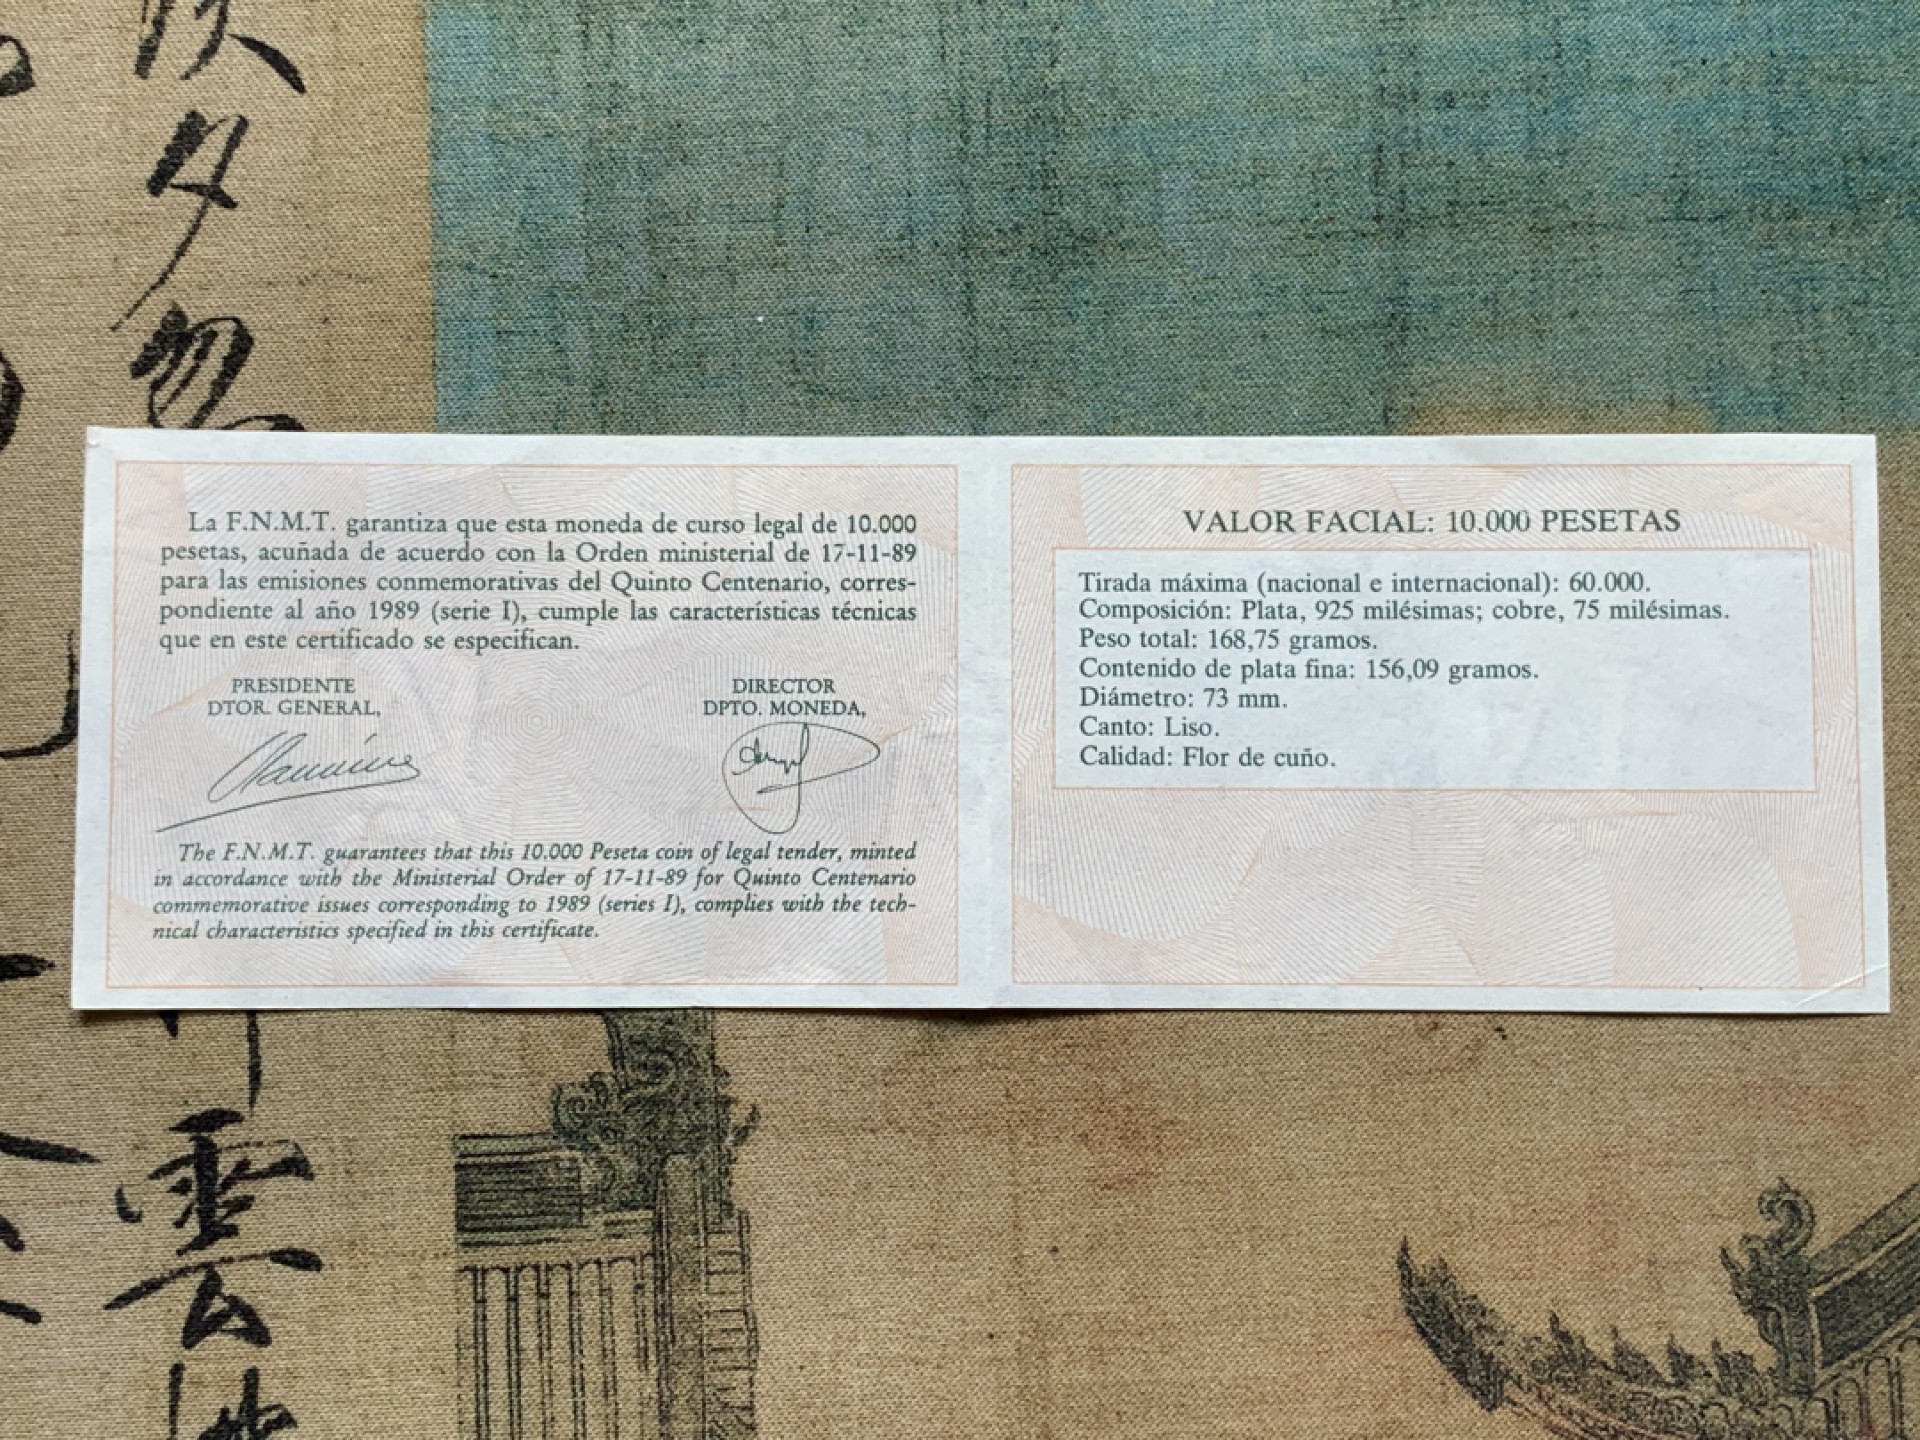 La F.N.M.T. garantiza que esta moneda de curso legal de 10.000
pesetas, acuñada de acuerdo con la Orden ministerial de 17-11-89
para las emisiones conmemorativas del Quinto Centenario, corres-
pondiente al año 1989 (serie I), cumple las características técnicas
que en este certificado se especifican.
PRESIDENTE
DTOR. GENERAL,
DIRECTOR
DPTO. MONEDA,
The F.N.M.T. guarantees that this 10.000 Peseta coin of legal tender, minted
in accordance with the Ministerial Order of 17-11-89 for Quinto Centenario
commemorative issues corresponding to 1989 (series I), complies with the tech-
nical characteristics specified in this certificate.
VALOR FACIAL: 10.000 PESETAS
Tirada máxima (nacional e internacional): 60.000.
Composición: Plata, 925 milésimas; cobre, 75 milésimas.
Peso total: 168,75 gramos.
Contenido de plata fina: 156,09 gramos.
Diámetro: 73 mm.
Canto: Liso.
Calidad: Flor de cuño.
夕
忽
雲